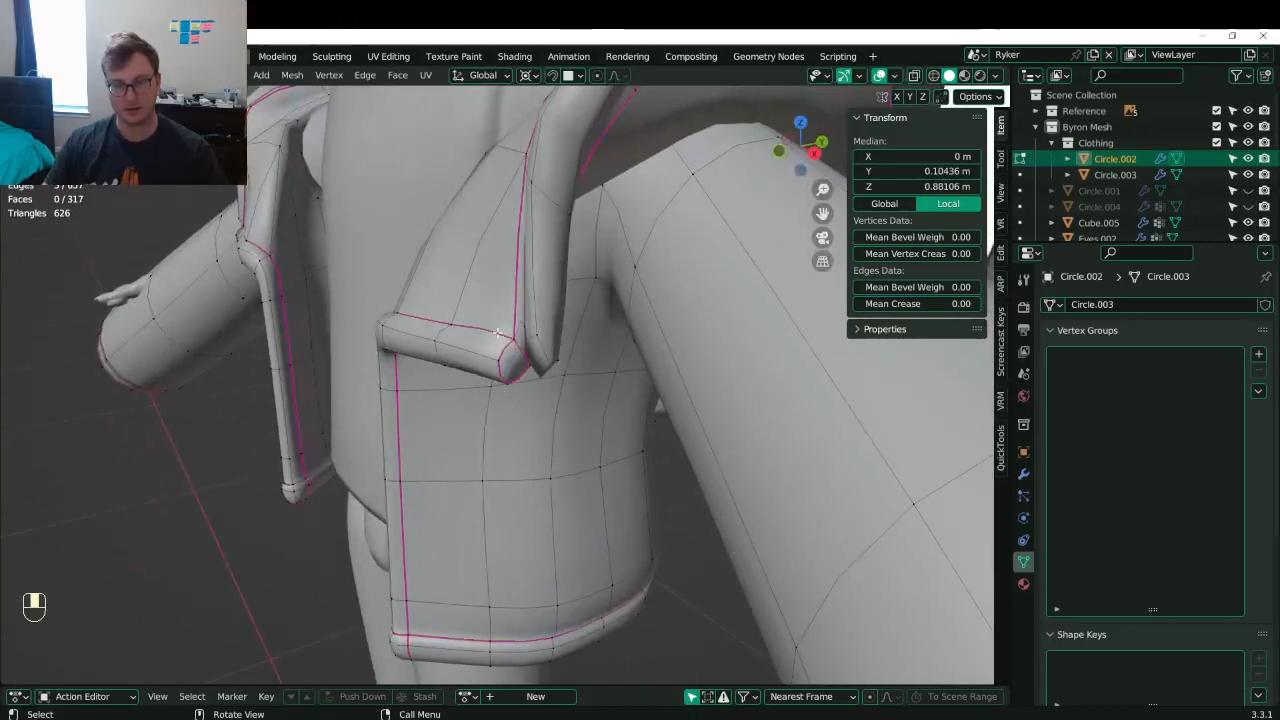 Modeling Sculpting UV Editing Texture Paint Shading Animation Rendering Compositing Geometry Nodes Scripting + Ryker ViewLayer
Add Mesh Vertex Edge Face UV Global
X Y Z Options
Scene Collection
Reference 5
Byron Mesh
Clothing
Circle.002
Circle.003
Circle.001
Circle.004
Cube.005
Eyes.002
Faces 0 / 317
Triangles 626
Transform
Median:
X 0 m
Y 0.10436 m
Z 0.88106 m
Global Local
Vertices Data:
Mean Bevel Weigh 0.00
Mean Vertex Creas 0.00
Edges Data:
Mean Bevel Weigh 0.00
Mean Crease 0.00
Properties
Item
Tool
View
VR
Edit
ARP
Screencast Keys
VRM
QuickTools
Z
Y
X
Circle.002 > Circle.003
Circle.003
Vertex Groups
Shape Keys
Action Editor View Select Marker Key Push Down Stash + New Nearest Frame To Scene Range
Select Rotate View Call Menu 3.3.1